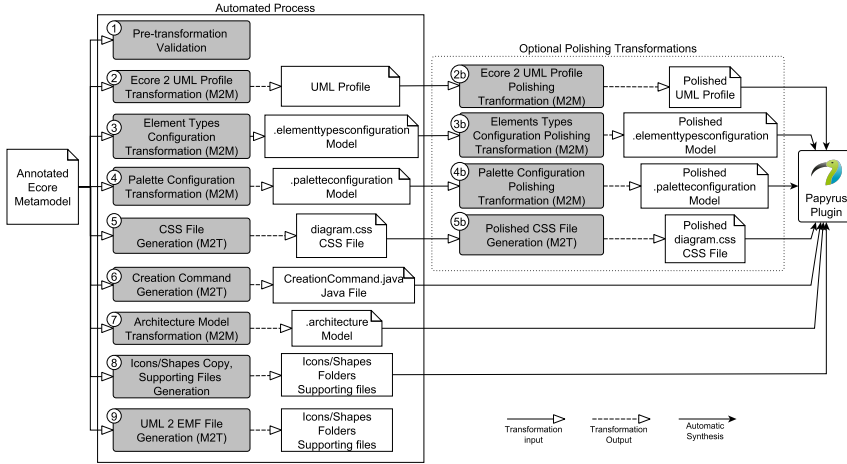 Automated Process
1
Pre-transformation
Validation
Optional Polishing Transformations
2
Ecore 2 UML Profile
Transformation (M2M)
UML Profile
2b
Ecore 2 UML Profile
Polishing
Transformation (M2M)
Polished
UML Profile
3
Element Types
Configuration
Transformation (M2M)
.elementtypesconfiguration
Model
3b
Elements Types
Configuration Polishing
Transformation (M2M)
Polished
.elementtypesconfiguration
Model
Annotated
Ecore
Metamodel
4
Palette Configuration
Transformation (M2M)
.paletteconfiguration
Model
4b
Palette Configuration
Polishing
Transformation (M2M)
Polished
.paletteconfiguration
Model
Papyrus
Plugin
5
CSS File
Generation (M2T)
diagram.css
CSS File
5b
Polished CSS File
Generation (M2T)
Polished
diagram.css
CSS File
6
Creation Command
Generation (M2T)
CreationCommand.java
Java File
7
Architecture Model
Transformation (M2M)
.architecture
Model
8
Icons/Shapes Copy,
Supporting Files
Generation
Icons/Shapes
Folders
Supporting files
9
UML 2 EMF File
Generation (M2T)
Icons/Shapes
Folders
Supporting files
Transformation
input
Transformation
Output
Automatic
Synthesis